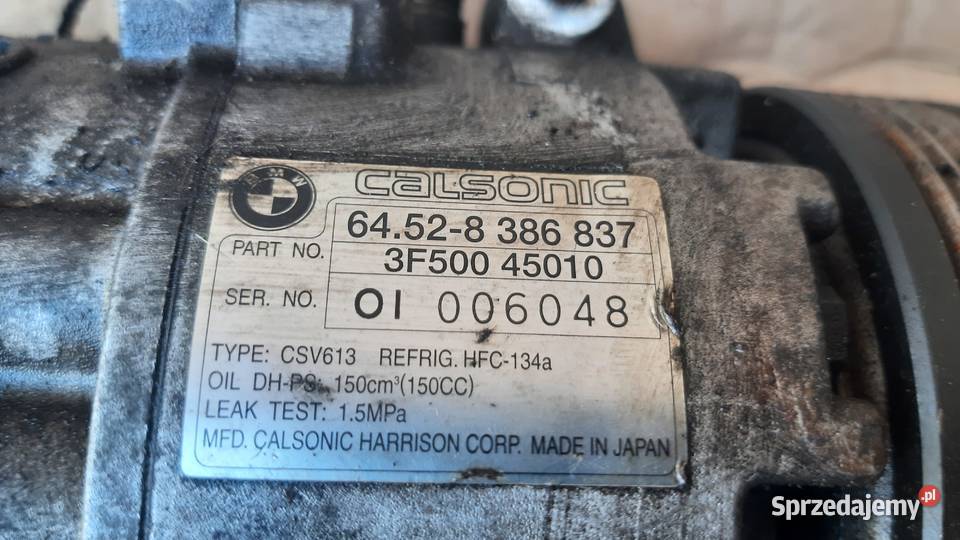 BMW
CALSONIC
64.52-8 386 837
PART NO.
3F500 45010
SER. NO.
OI 006048
TYPE: CSV613 REFRIG. HFC-134a
OIL DH-PS: 150cm³(150CC)
LEAK TEST: 1.5MPa
MFD. CALSONIC HARRISON CORP. MADE IN JAPAN
Sprzedajemy.pl